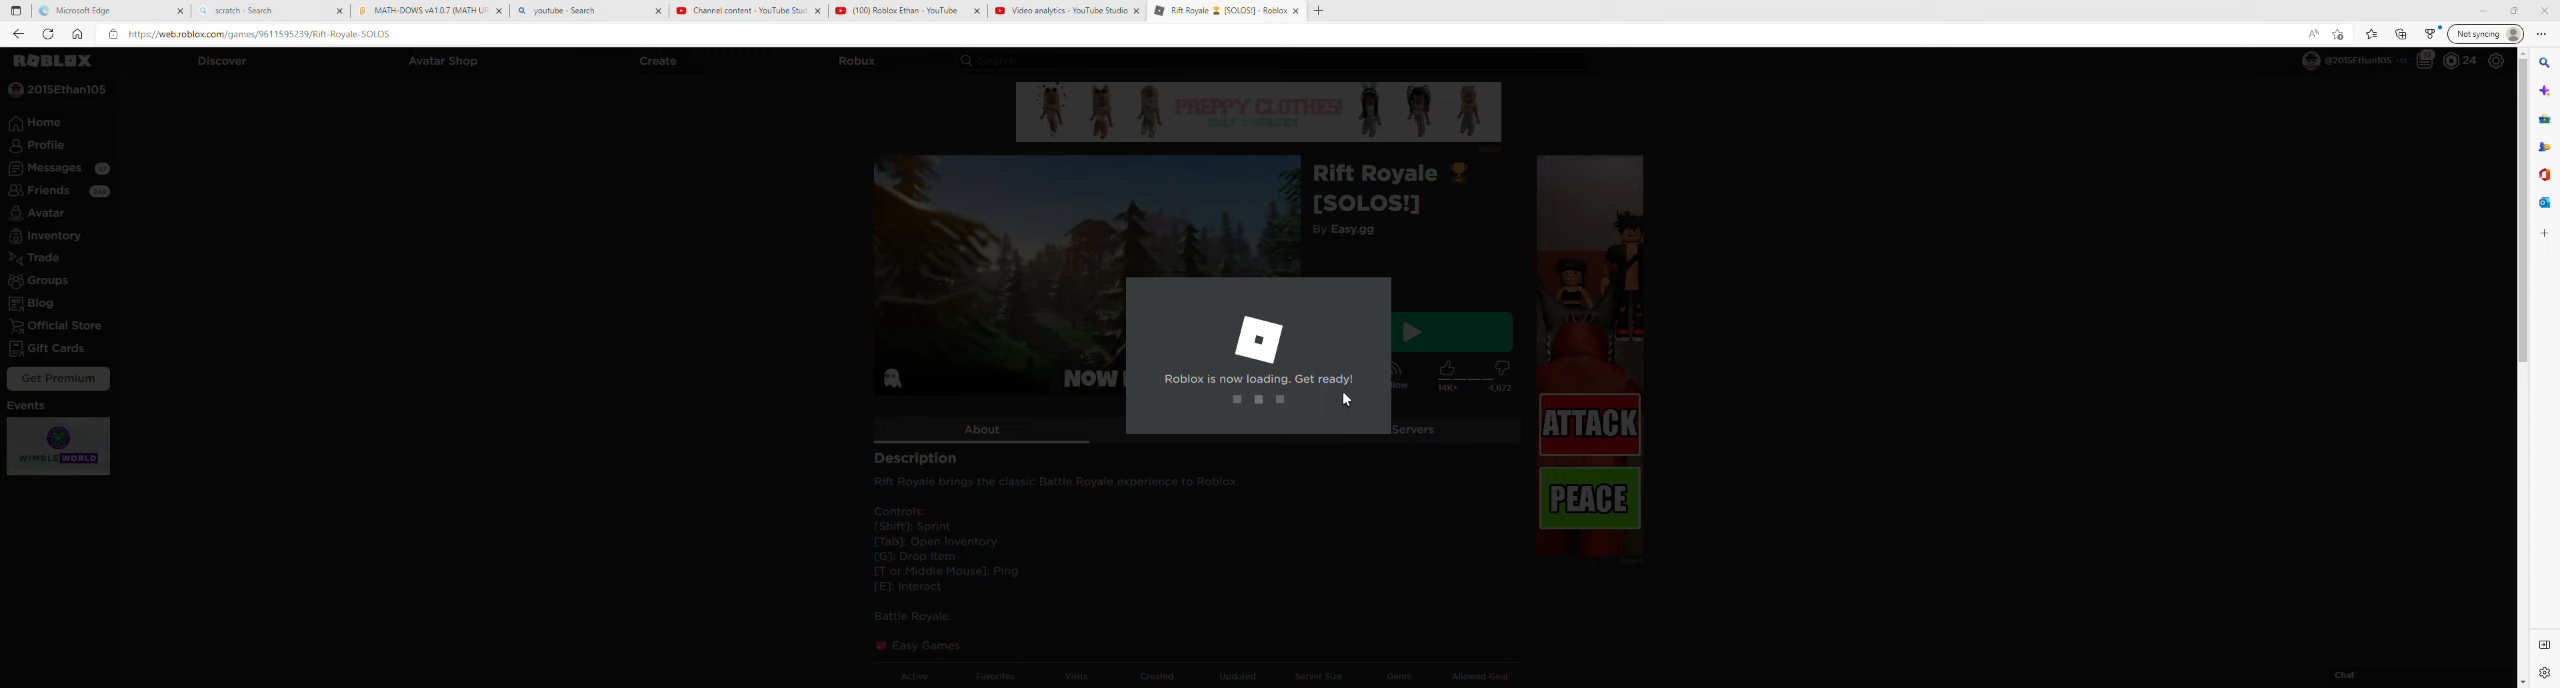 Microsoft Edge
scratch - Search
MATH-DOWS vA1.0.7 (MATH UP
youtube - Search
Channel content - YouTube Stud
(100) Roblox Ethan - YouTube
Video analytics - YouTube Studio
Rift Royale 🏆 [SOLOS!] - Roblox
https://web.roblox.com/games/9611595239/Rift-Royale-SOLOS
Not syncing
ROBLOX
Discover
Avatar Shop
Create
Robux
Search
@2015Ethan105
24
2015Ethan105
Home
Profile
Messages
Friends
244
Avatar
Inventory
Trade
Groups
Blog
Official Store
Gift Cards
Get Premium
Events
WIMBLEWORLD
PREPPY CLOTHES!
Rift Royale 🏆
[SOLOS!]
By Easy.gg
NOW
Roblox is now loading. Get ready!
14K+
4,672
ATTACK
PEACE
About
Servers
Description
Rift Royale brings the classic Battle Royale experience to Roblox.
Controls:
[Shift]: Sprint
[Tab]: Open Inventory
[G]: Drop Item
[T or Middle Mouse]: Ping
[E]: Interact
Battle Royale.
Easy Games
Active
Favorites
Visits
Created
Updated
Server Size
Genre
Allowed Gear
Chat